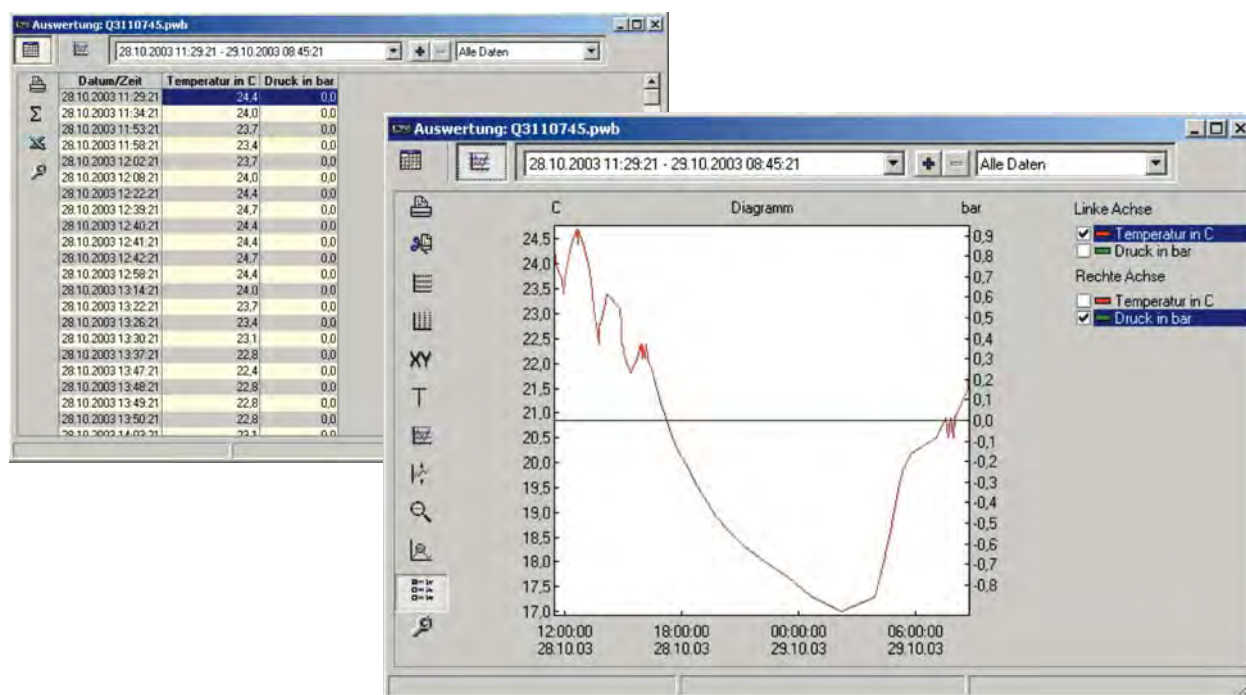 Auswertung: Q3110745.pwb
28.10.2003 11:29:21 - 29.10.2003 08:45:21
Alle Daten
Datum/Zeit Temperatur in C Druck in bar
28.10.2003 11:29:21 24,4 0,0
28.10.2003 11:34:21 24,0 0,0
28.10.2003 11:53:21 23,7 0,0
28.10.2003 11:58:21 23,4 0,0
28.10.2003 12:02:21 23,7 0,0
28.10.2003 12:08:21 24,0 0,0
28.10.2003 12:22:21 24,4 0,0
28.10.2003 12:39:21 24,7 0,0
28.10.2003 12:40:21 24,4 0,0
28.10.2003 12:41:21 24,4 0,0
28.10.2003 12:42:21 24,7 0,0
28.10.2003 12:58:21 24,4 0,0
28.10.2003 13:14:21 24,0 0,0
28.10.2003 13:22:21 23,7 0,0
28.10.2003 13:26:21 23,4 0,0
28.10.2003 13:30:21 23,1 0,0
28.10.2003 13:37:21 22,8 0,0
28.10.2003 13:47:21 22,4 0,0
28.10.2003 13:48:21 22,8 0,0
28.10.2003 13:49:21 22,8 0,0
28.10.2003 13:50:21 22,8 0,0
28.10.2003 14:03:21 23,1 0,0
Auswertung: Q3110745.pwb
28.10.2003 11:29:21 - 29.10.2003 08:45:21
Alle Daten
C Diagramm bar
24,5
24,0
23,5
23,0
22,5
22,0
21,5
21,0
20,5
20,0
19,5
19,0
18,5
18,0
17,5
17,0
0,9
0,8
0,7
0,6
0,5
0,4
0,3
0,2
0,1
0,0
-0,1
-0,2
-0,3
-0,4
-0,5
-0,6
-0,7
-0,8
12:00:00 18:00:00 00:00:00 06:00:00
28.10.03 28.10.03 29.10.03 29.10.03
Linke Achse
Temperatur in C
Druck in bar
Rechte Achse
Temperatur in C
Druck in bar
XY
T